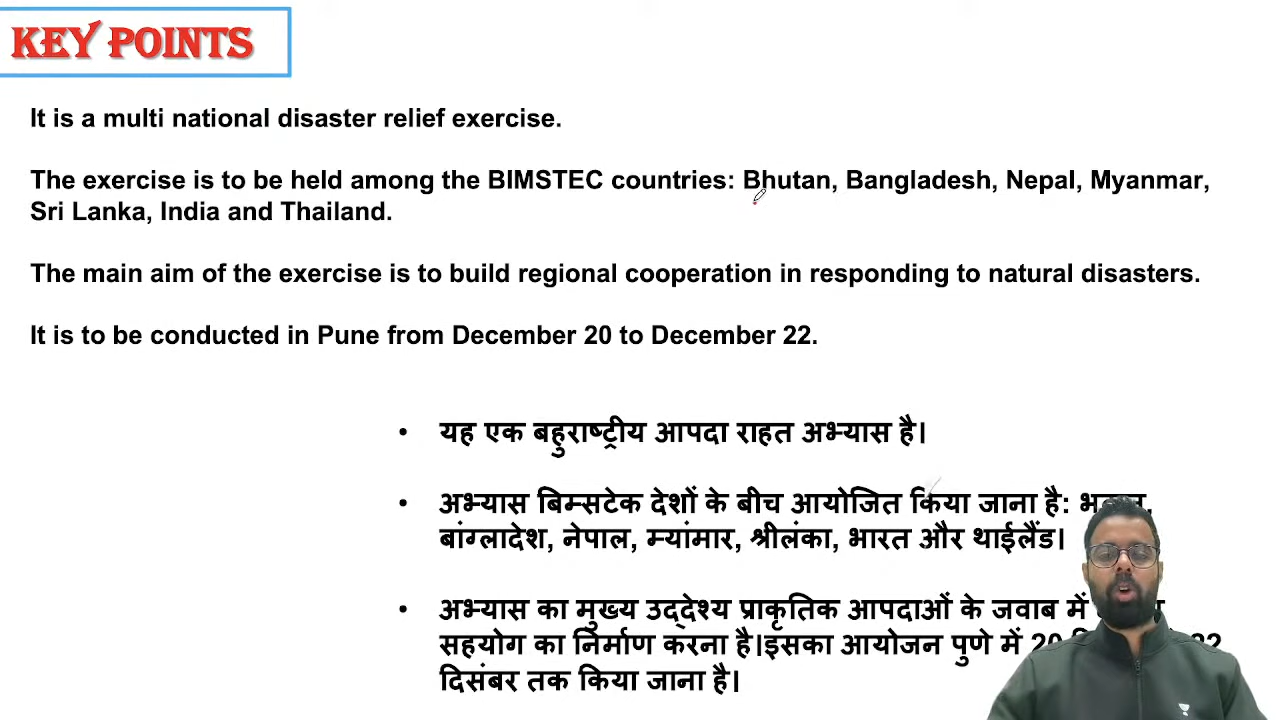 KEY POINTS
It is a multi national disaster relief exercise.
The exercise is to be held among the BIMSTEC countries: Bhutan, Bangladesh, Nepal, Myanmar,
Sri Lanka, India and Thailand.
The main aim of the exercise is to build regional cooperation in responding to natural disasters.
It is to be conducted in Pune from December 20 to December 22.
• यह एक बहुराष्ट्रीय आपदा राहत अभ्यास है।
• अभ्यास बिम्सटेक देशों के बीच आयोजित किया जाना है:
बांग्लादेश, नेपाल, म्यांमार, श्रीलंका, भारत और थाईलैंड।
• अभ्यास का मुख्य उद्देश्य प्राकृतिक आपदाओं के जवाब में
सहयोग का निर्माण करना है।इसका आयोजन पुणे में 20 22
दिसंबर तक किया जाना है।